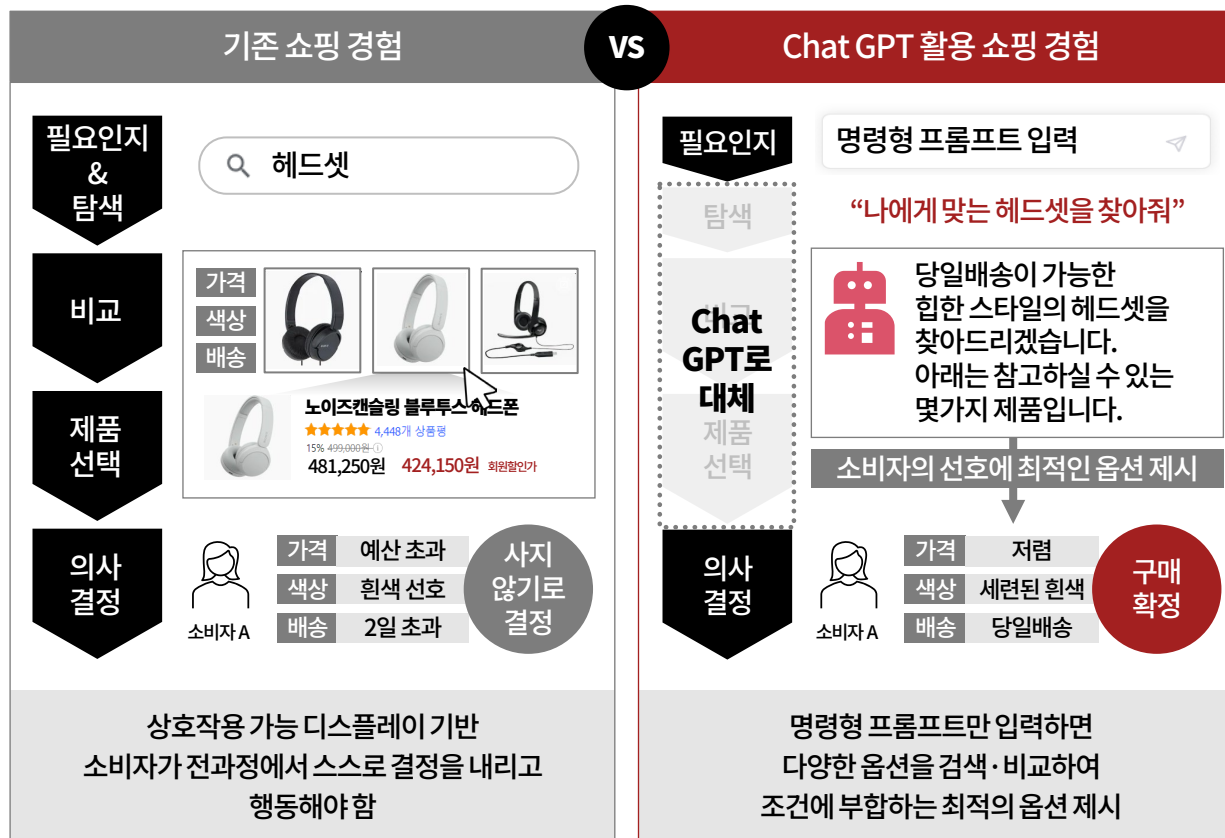 기존 쇼핑 경험
VS
Chat GPT 활용 쇼핑 경험
필요인지
&
탐색
헤드셋
비교
가격
색상
배송
제품
선택
노이즈캔슬링 블루투스 헤드폰
4,448개 상품평
15% 499,000원
481,250원 424,150원 회원할인가
의사
결정
소비자 A
가격 예산 초과
색상 흰색 선호
배송 2일 초과
사지
않기로
결정
상호작용 가능 디스플레이 기반
소비자가 전과정에서 스스로 결정을 내리고
행동해야 함
필요인지
명령형 프롬프트 입력
“나에게 맞는 헤드셋을 찾아줘”
탐색
비교
Chat
GPT로
대체
제품
선택
당일배송이 가능한
힙한 스타일의 헤드셋을
찾아드리겠습니다.
아래는 참고하실 수 있는
몇가지 제품입니다.
소비자의 선호에 최적인 옵션 제시
의사
결정
소비자 A
가격 저렴
색상 세련된 흰색
배송 당일배송
구매
확정
명령형 프롬프트만 입력하면
다양한 옵션을 검색·비교하여
조건에 부합하는 최적의 옵션 제시